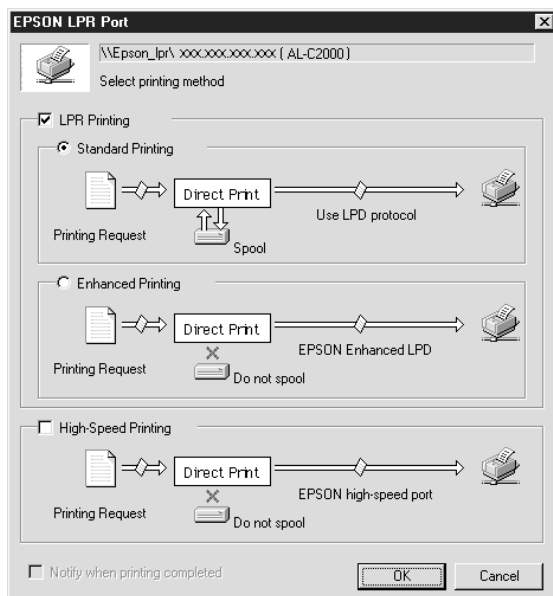 EPSON LPR Port
\\Epson_lpr\ xxx.xxx.xxx.xxx ( AL-C2000 )
Select printing method
LPR Printing
Standard Printing
Direct Print
Use LPD protocol
Printing Request
Spool
Enhanced Printing
Direct Print
EPSON Enhanced LPD
Printing Request
Do not spool
High-Speed Printing
Direct Print
EPSON high-speed port
Printing Request
Do not spool
Notify when printing completed
OK
Cancel